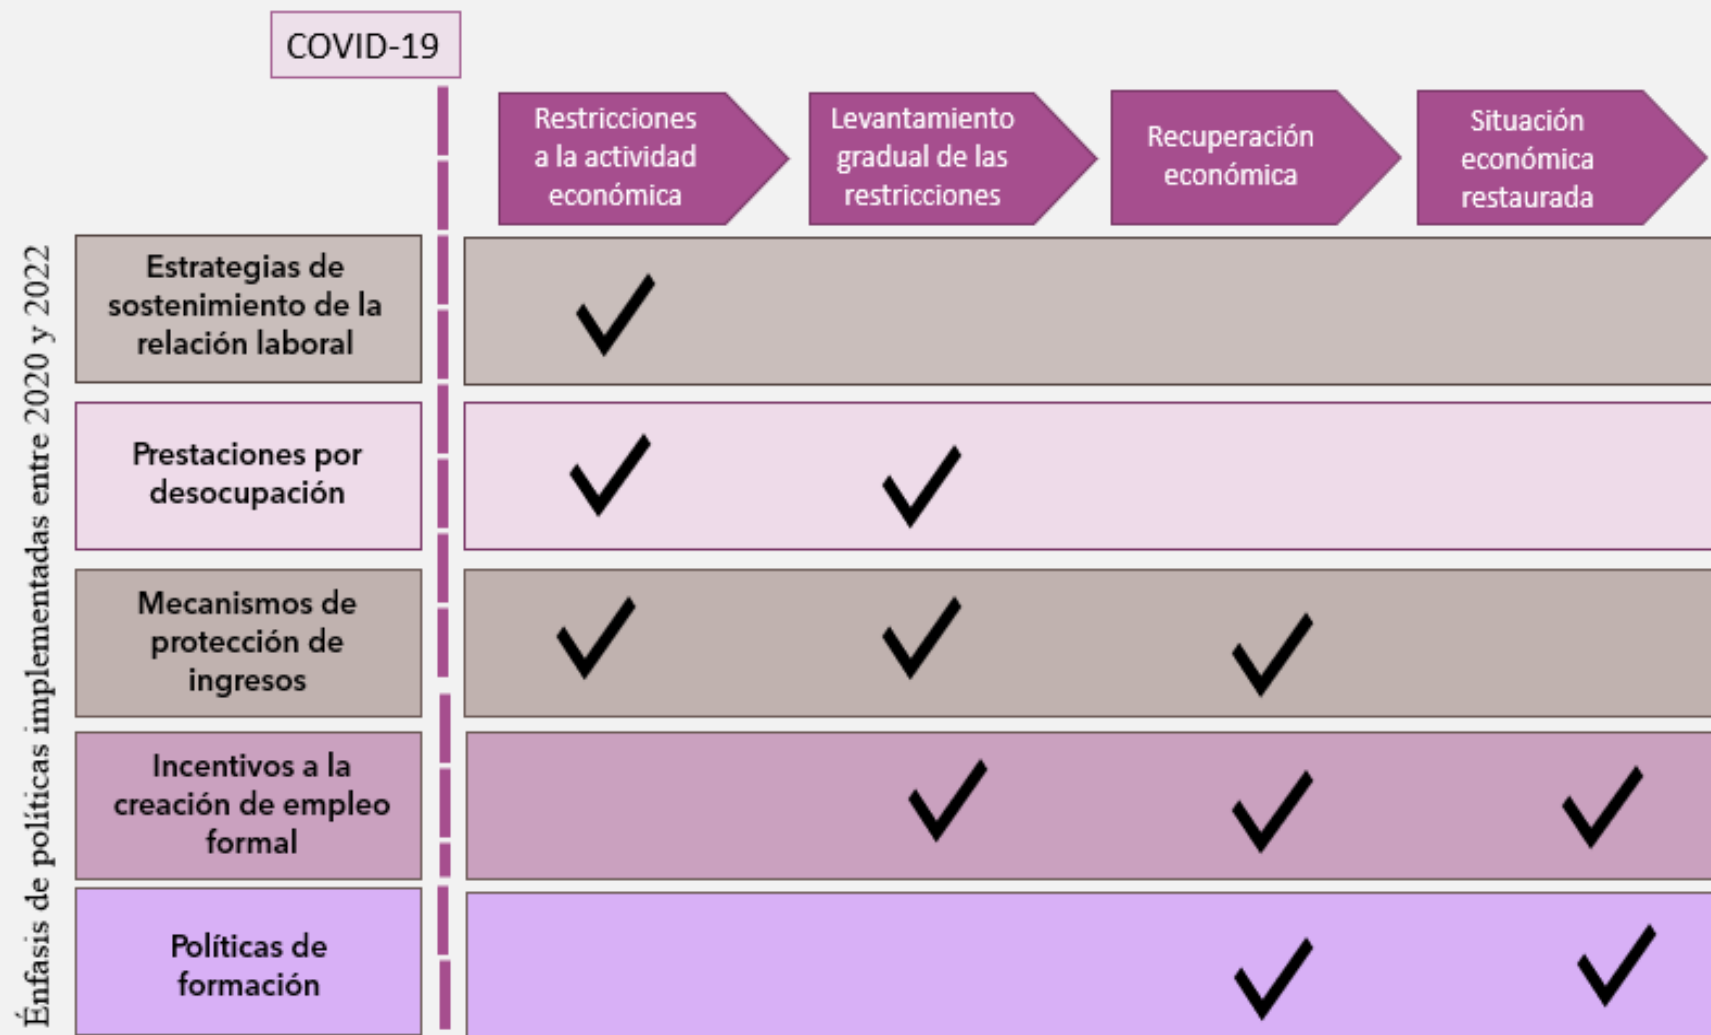 COVID-19
Restricciones
a la actividad
económica
Levantamiento
gradual de las
restricciones
Recuperación
económica
Situación
económica
restaurada
Énfasis de políticas implementadas entre 2020 y 2022
Estrategias de
sostenimiento de la
relación laboral
Prestaciones por
desocupación
Mecanismos de
protección de
ingresos
Incentivos a la
creación de empleo
formal
Políticas de
formación